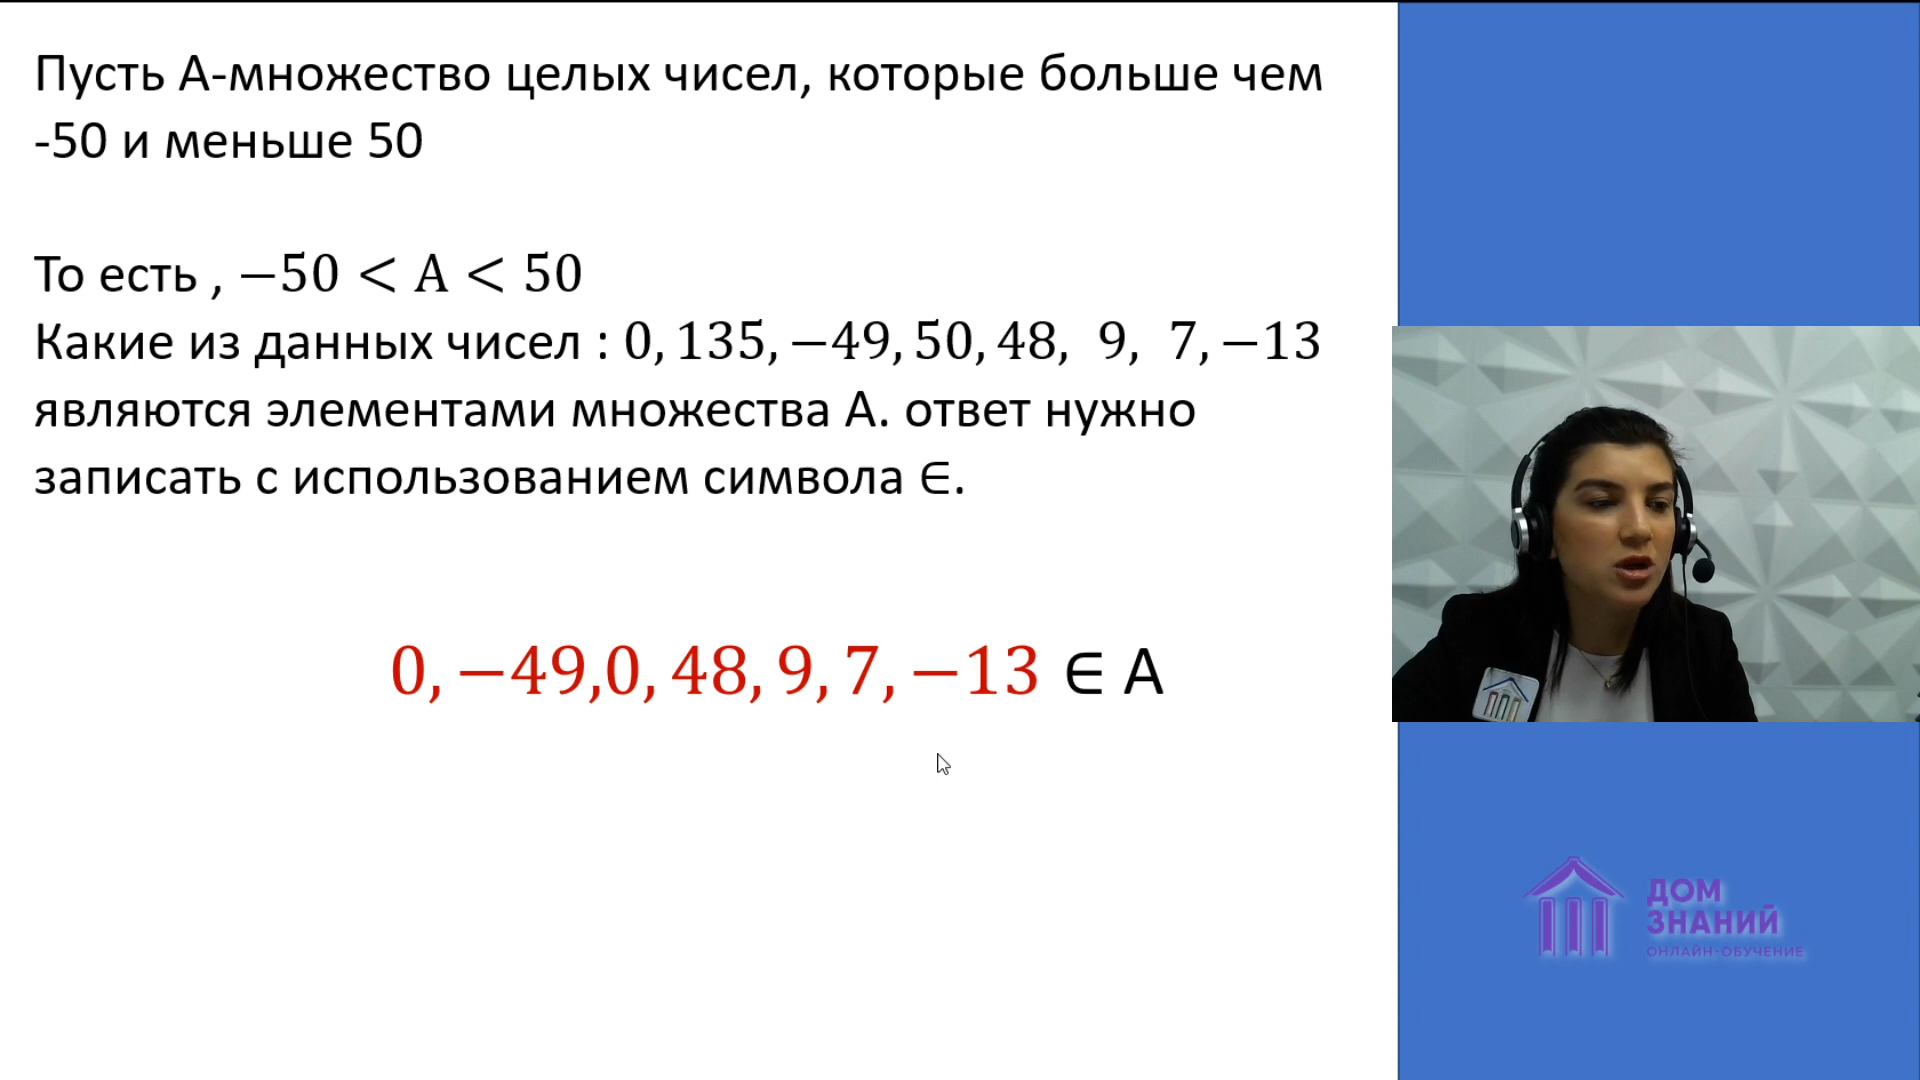 Пусть А-множество целых чисел, которые больше чем
-50 и меньше 50
То есть , −50 < A < 50
Какие из данных чисел : 0, 135, −49, 50, 48, 9, 7, −13
являются элементами множества А. ответ нужно
записать с использованием символа ∈.
0, −49,0, 48, 9, 7, −13 ∈ А
ДОМ
ЗНАНИЙ
ОНЛАЙН-ОБУЧЕНИЕ